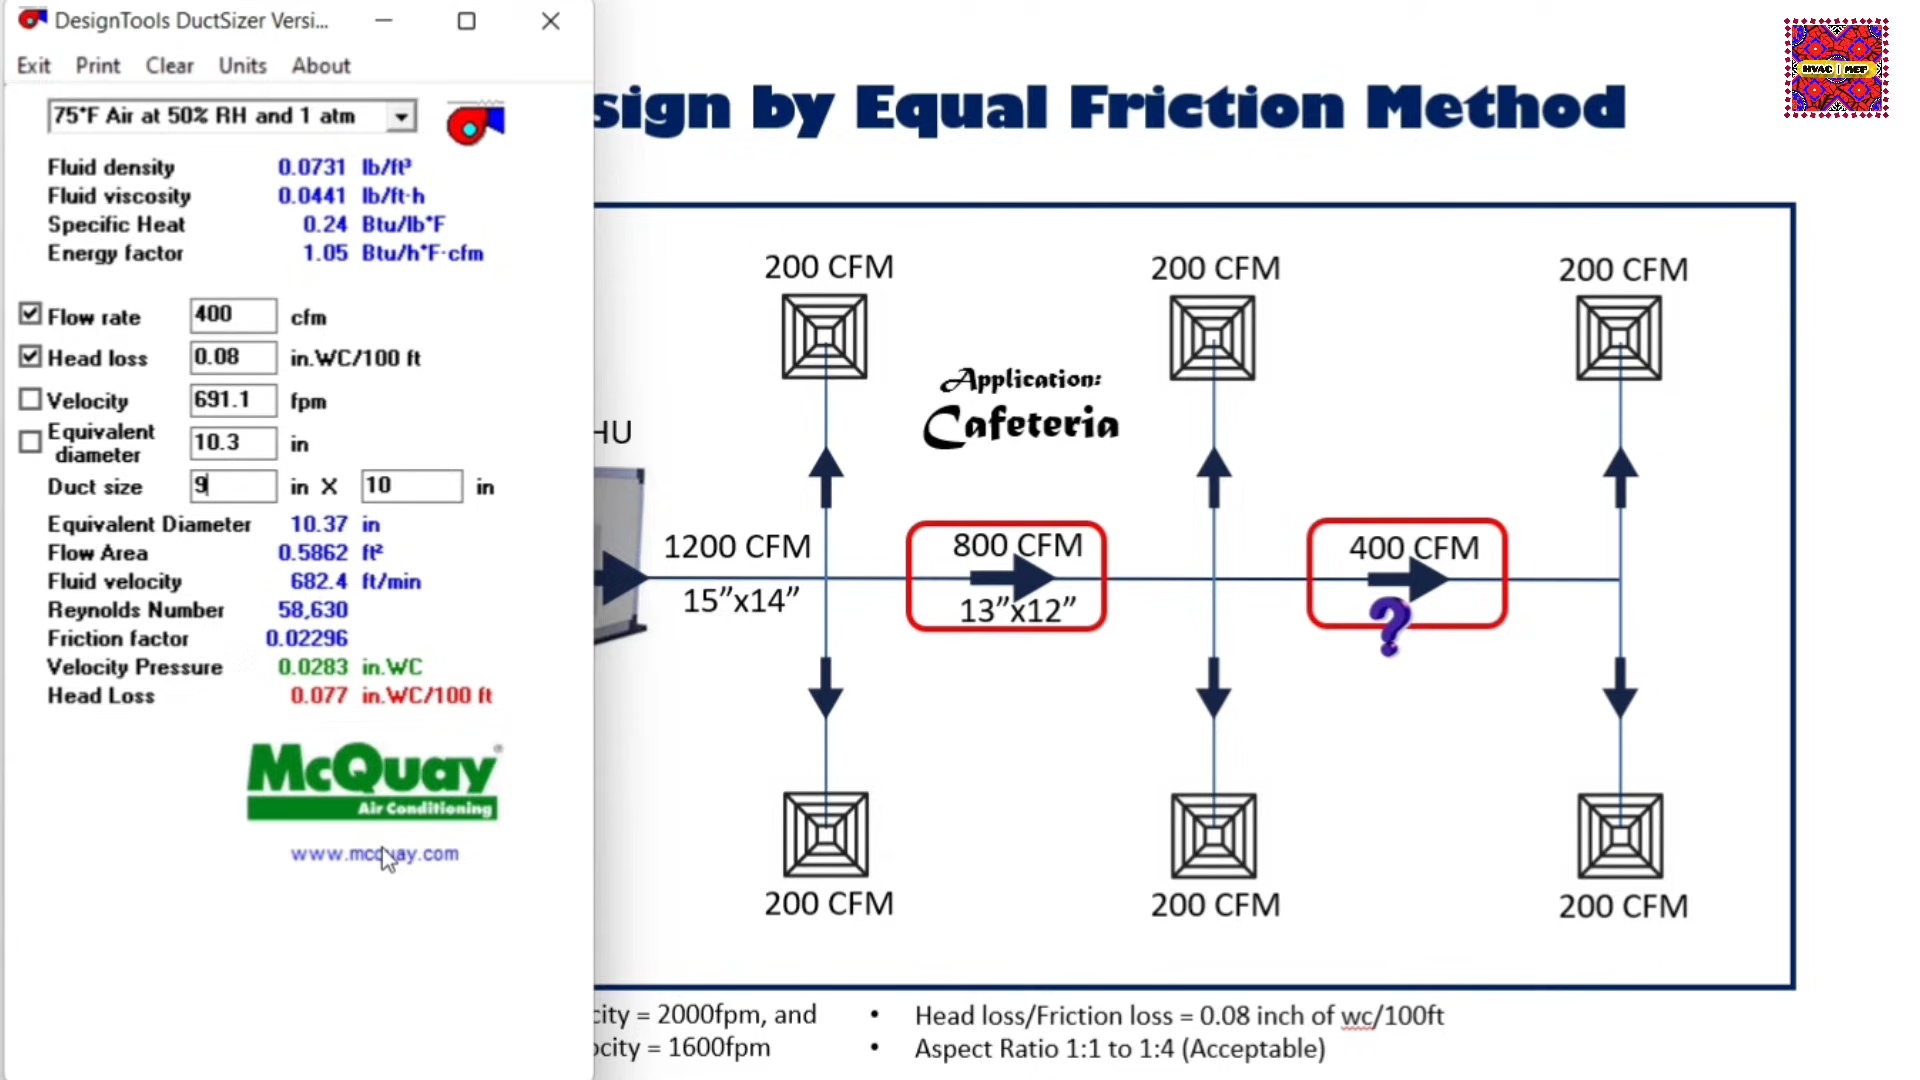 DesignTools DuctSizer Versi...
Exit Print Clear Units About
75°F Air at 50% RH and 1 atm
Fluid density 0.0731 lb/ft³
Fluid viscosity 0.0441 lb/ft·h
Specific Heat 0.24 Btu/lb°F
Energy factor 1.05 Btu/h°F·cfm
Flow rate 400 cfm
Head loss 0.08 in.WC/100 ft
Velocity 691.1 fpm
Equivalent diameter 10.3 in
Duct size 9 in X 10 in
Equivalent Diameter 10.37 in
Flow Area 0.5862 ft²
Fluid velocity 682.4 ft/min
Reynolds Number 58,630
Friction factor 0.02296
Velocity Pressure 0.0283 in.WC
Head Loss 0.077 in.WC/100 ft
McQuay®
Air Conditioning
www.mcquay.com
sign by Equal Friction Method
HVAC | MEP
200 CFM 200 CFM 200 CFM
Application:
Cafeteria
HU
1200 CFM 800 CFM 400 CFM
15”x14” 13”x12” ?
200 CFM 200 CFM 200 CFM
city = 2000fpm, and
ocity = 1600fpm
• Head loss/Friction loss = 0.08 inch of wc/100ft
• Aspect Ratio 1:1 to 1:4 (Acceptable)